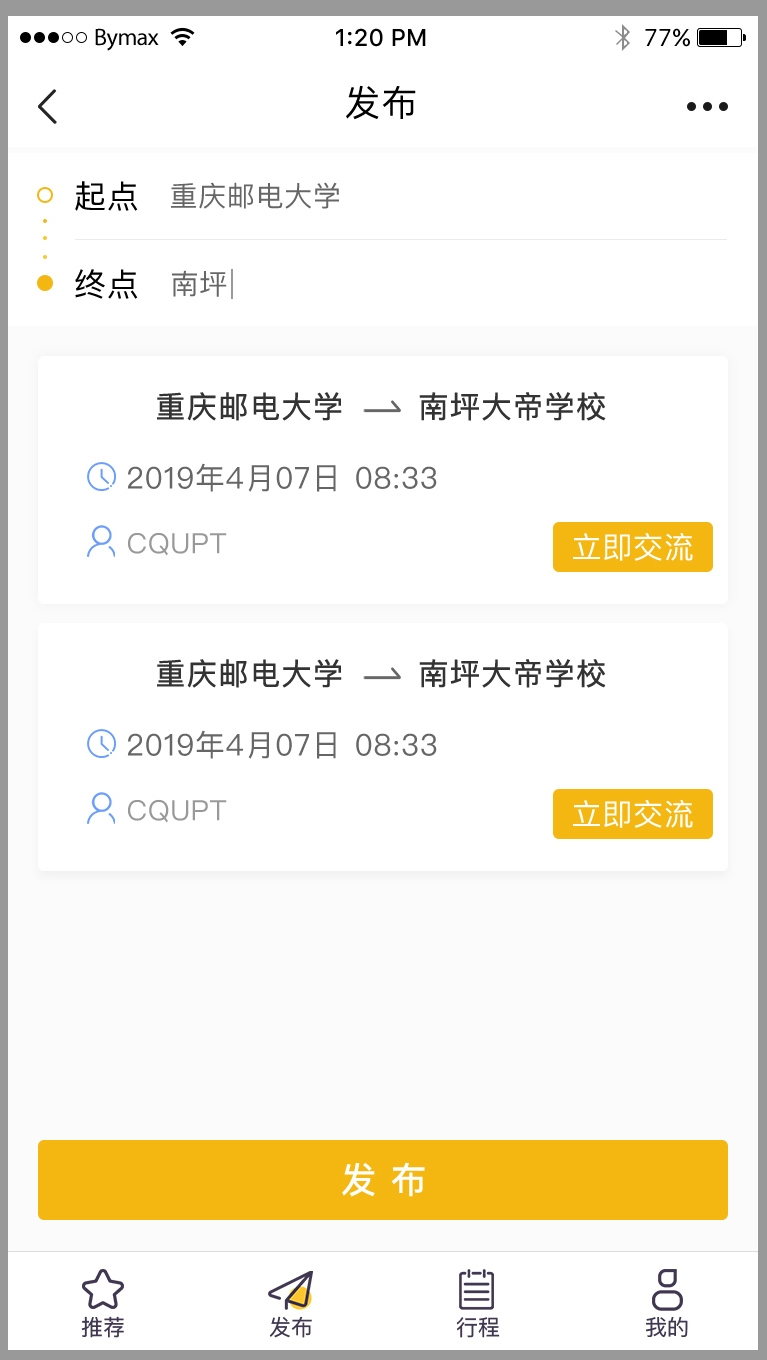 Bymax 1:20 PM 77%
发布
起点 重庆邮电大学
终点 南坪
重庆邮电大学 南坪大帝学校
2019年4月07日 08:33
CQUPT 立即交流
重庆邮电大学 南坪大帝学校
2019年4月07日 08:33
CQUPT 立即交流
发布
推荐 发布 行程 我的